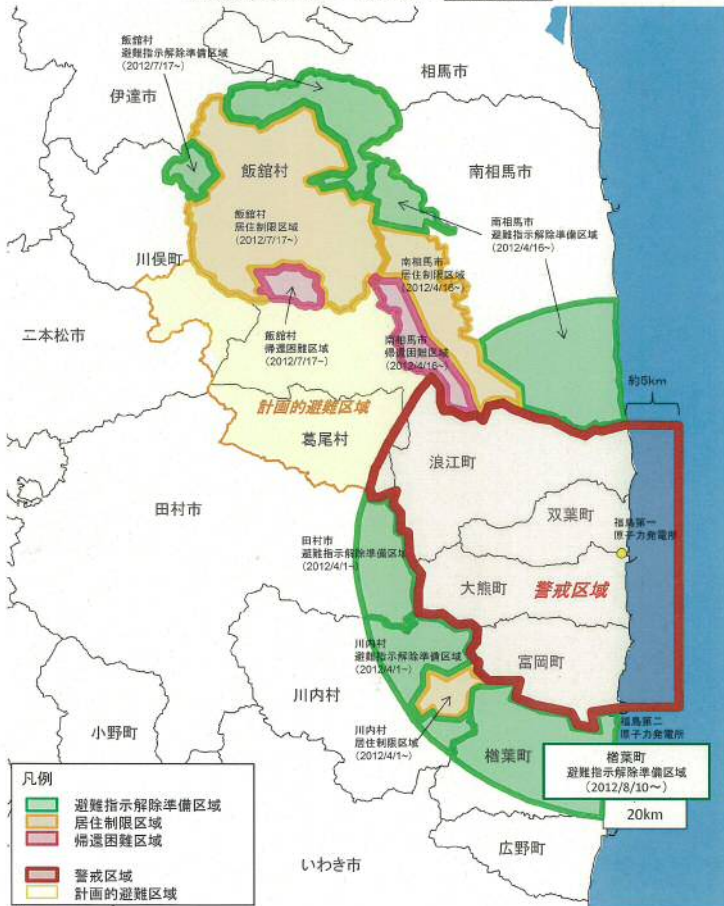 飯舘村
避難指示解除準備区域
(2012/7/17~)
相馬市
伊達市
飯舘村
南相馬市
飯舘村
居住制限区域
(2012/7/17~)
南相馬市
避難指示解除準備区域
(2012/4/16~)
川俣町
南相馬市
居住制限区域
(2012/4/16~)
二本松市
飯舘村
帰還困難区域
(2012/7/17~)
南相馬市
帰還困難区域
(2012/4/16~)
約5km
計画的避難区域
葛尾村
浪江町
田村市
双葉町
福島第一
原子力発電所
田村市
避難指示解除準備区域
(2012/4/1~)
大熊町
警戒区域
川内村
避難指示解除準備区域
(2012/4/1~)
富岡町
川内村
小野町
川内村
居住制限区域
(2012/4/1~)
福島第二
原子力発電所
楢葉町
楢葉町
避難指示解除準備区域
(2012/8/10~)
20km
広野町
いわき市
凡例
避難指示解除準備区域
居住制限区域
帰還困難区域
警戒区域
計画的避難区域